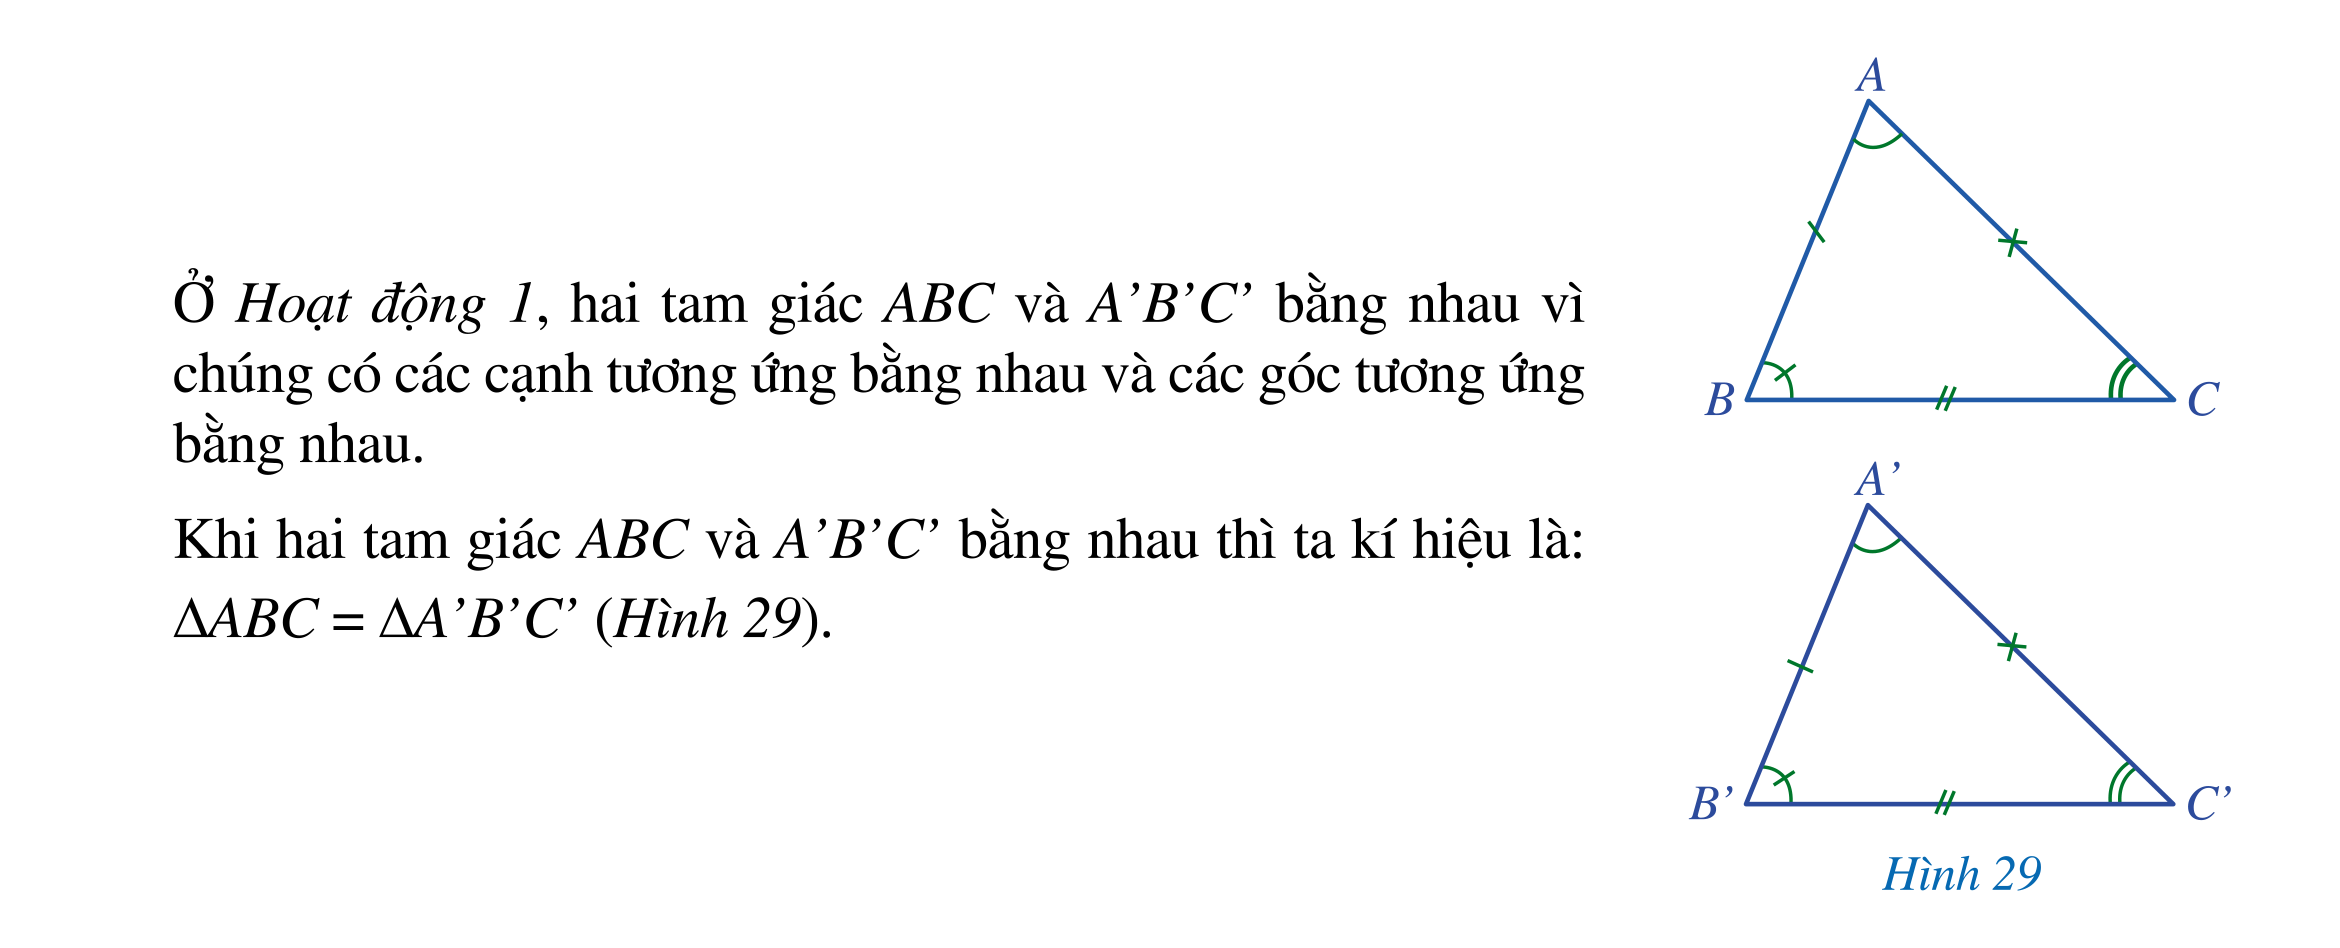 Ở Hoạt động 1, hai tam giác ABC và A’B’C’ bằng nhau vì
chúng có các cạnh tương ứng bằng nhau và các góc tương ứng
bằng nhau.
Khi hai tam giác ABC và A’B’C’ bằng nhau thì ta kí hiệu là:
ΔABC = ΔA’B’C’ (Hình 29).
A
B
C
A’
B’
C’
Hình 29